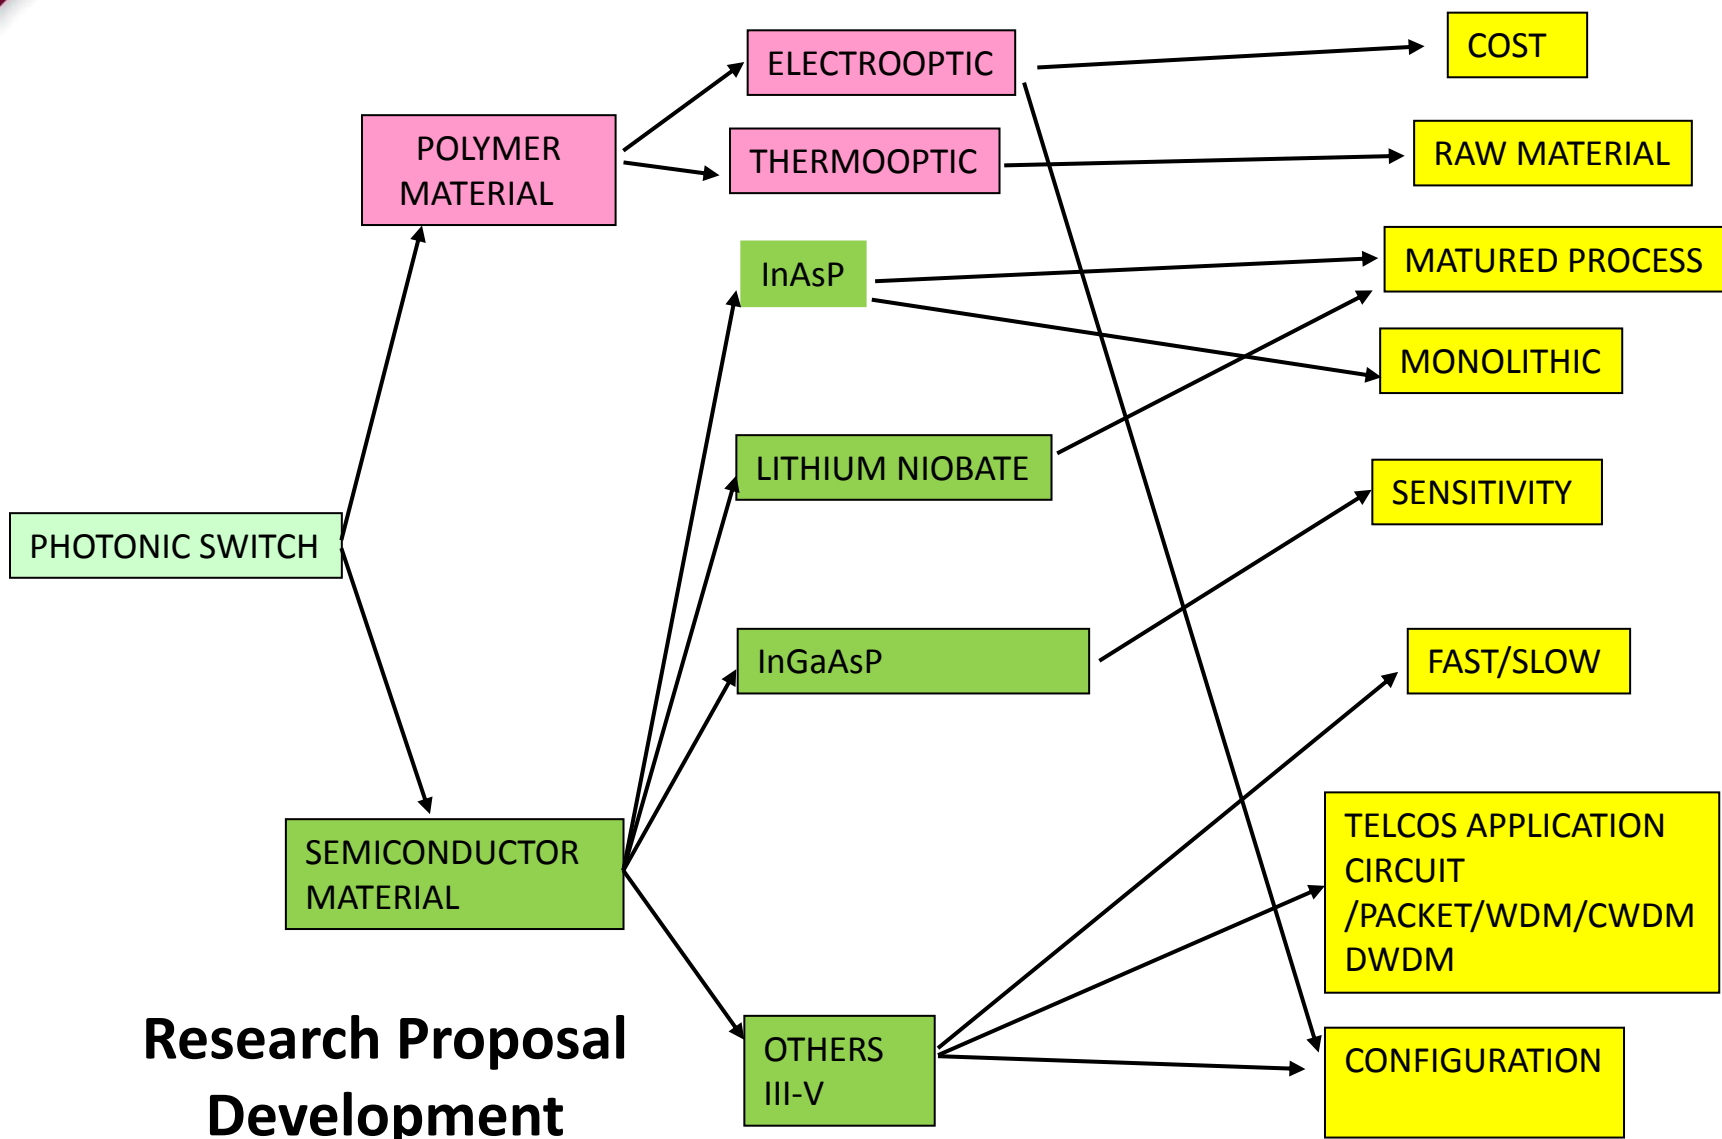 ELECTROOPTIC
COST
POLYMER
MATERIAL
THERMOOPTIC
RAW MATERIAL
InAsP
MATURED PROCESS
MONOLITHIC
LITHIUM NIOBATE
SENSITIVITY
PHOTONIC SWITCH
InGaAsP
FAST/SLOW
SEMICONDUCTOR
MATERIAL
TELCOS APPLICATION
CIRCUIT
/PACKET/WDM/CWDM
DWDM
OTHERS
III-V
CONFIGURATION
Research Proposal
Development